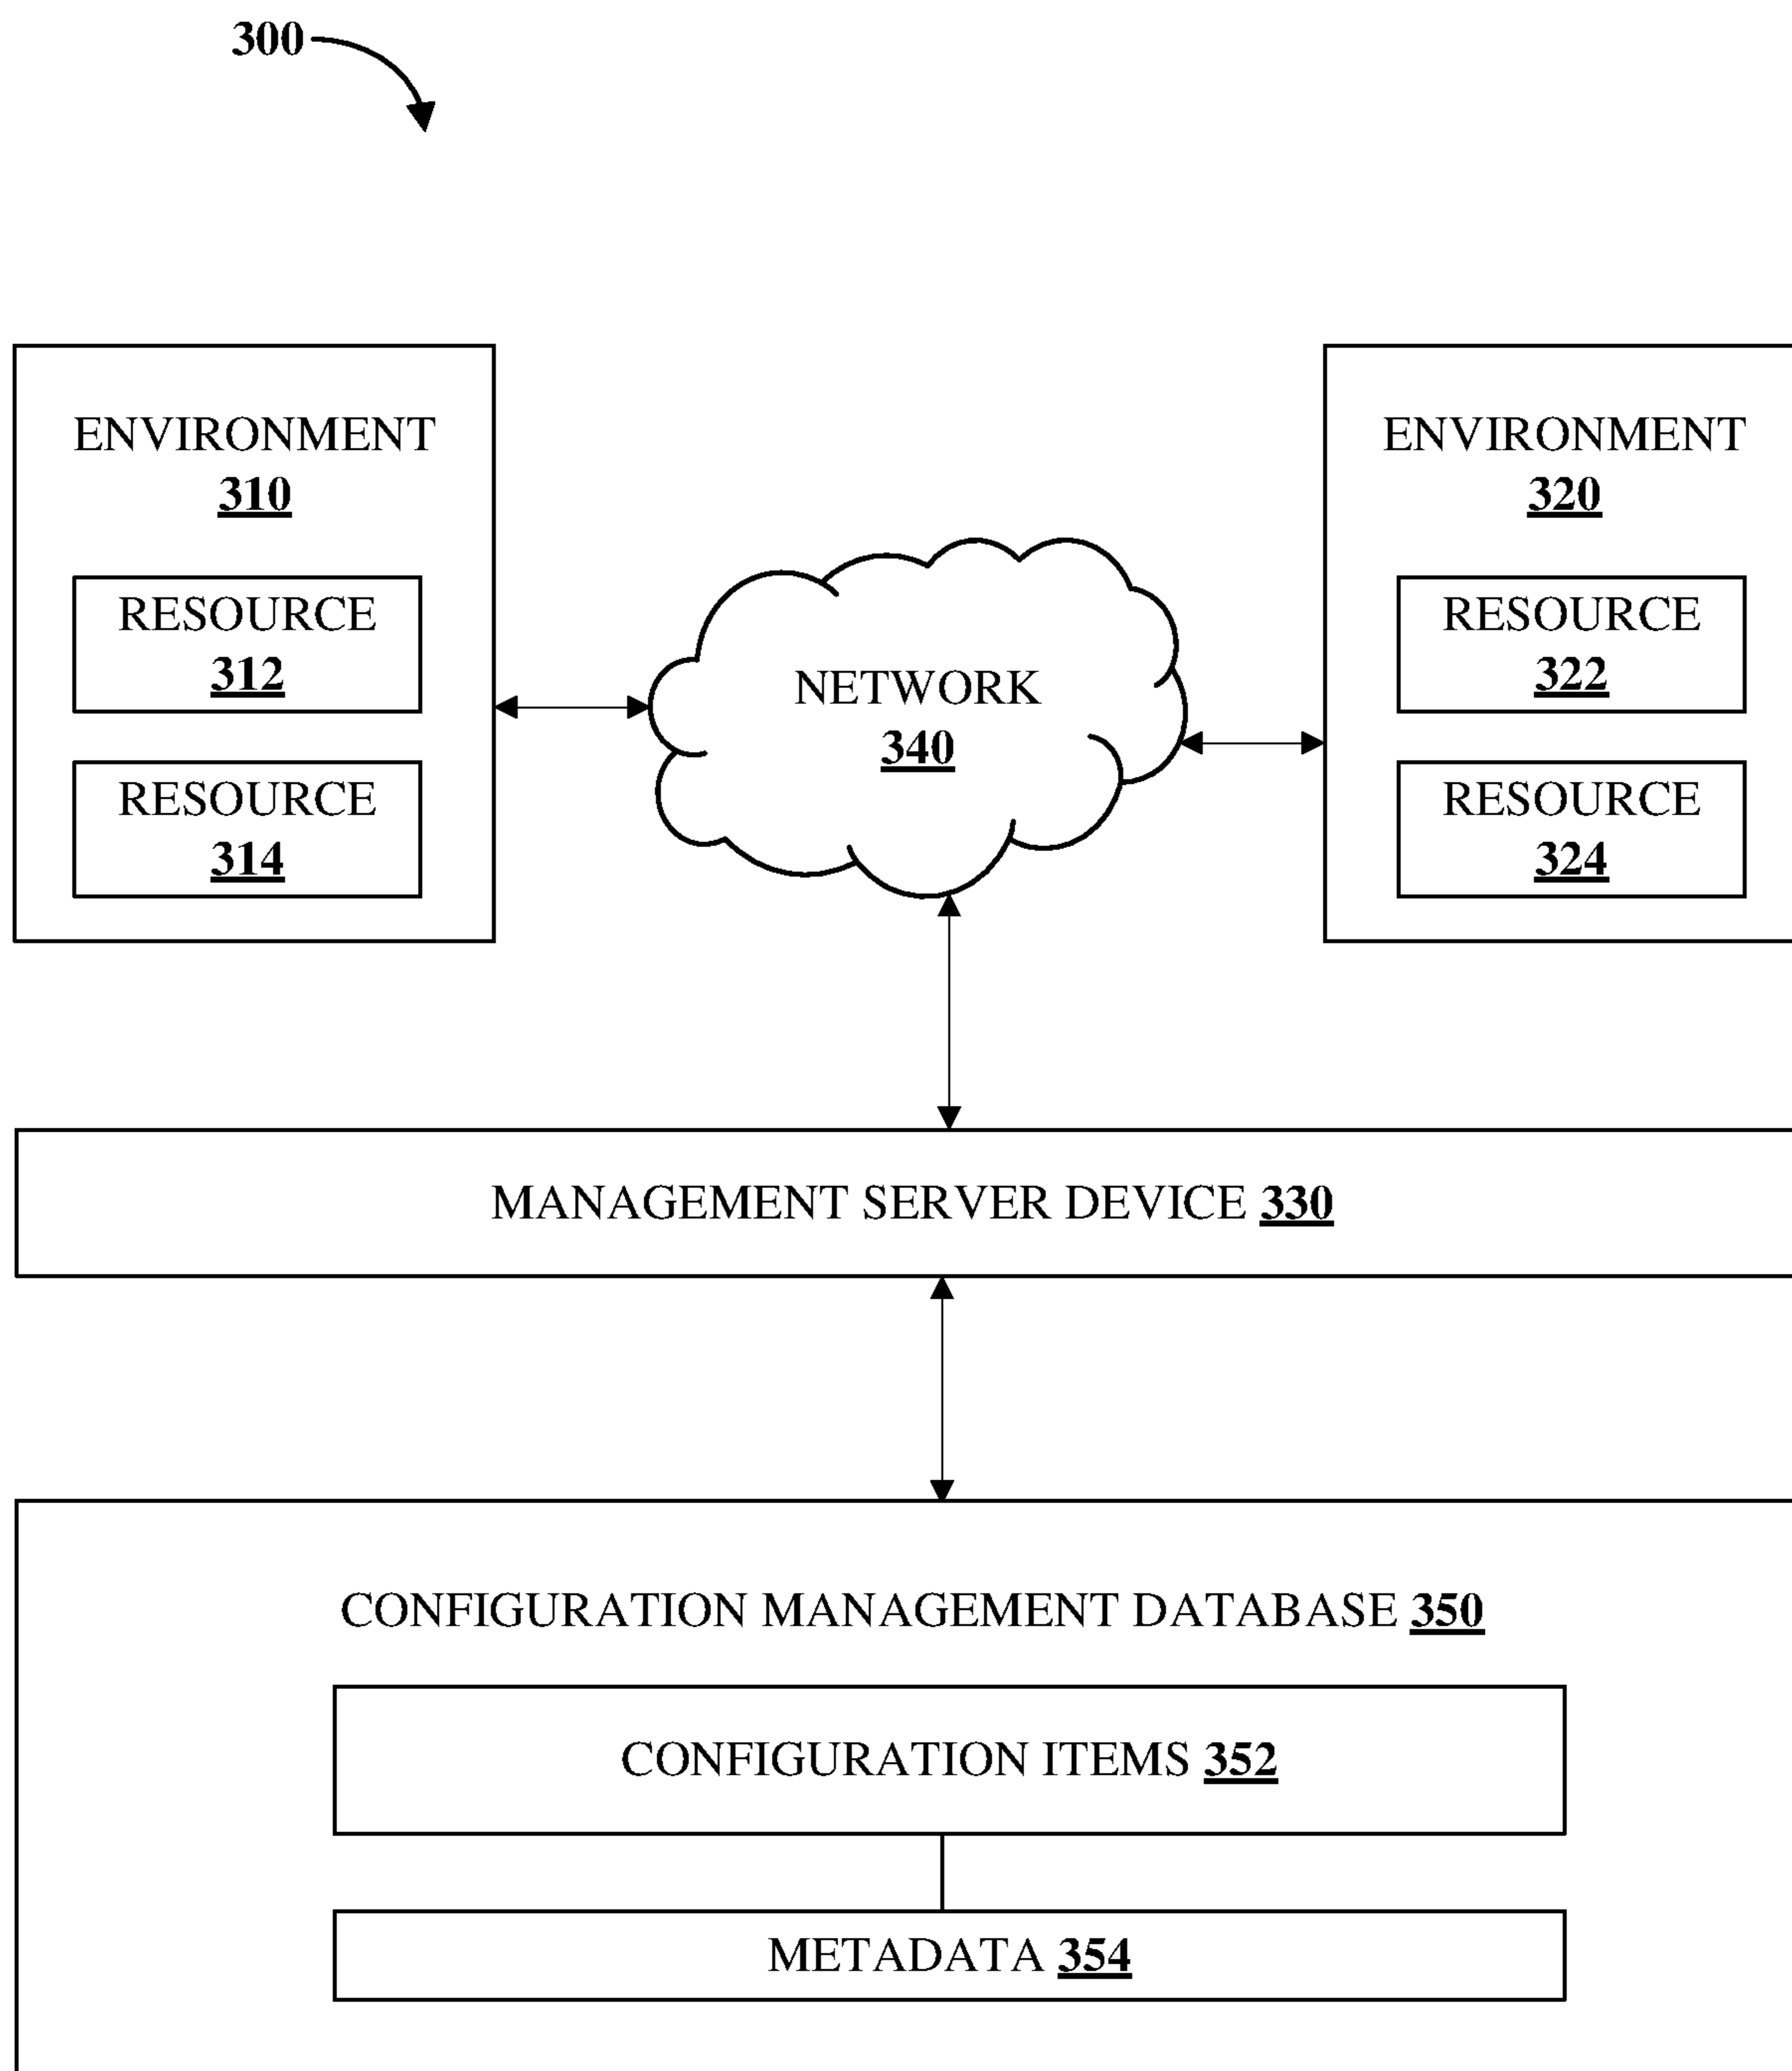 300
ENVIRONMENT
310
RESOURCE
312
RESOURCE
314
NETWORK
340
ENVIRONMENT
320
RESOURCE
322
RESOURCE
324
MANAGEMENT SERVER DEVICE 330
CONFIGURATION MANAGEMENT DATABASE 350
CONFIGURATION ITEMS 352
METADATA 354